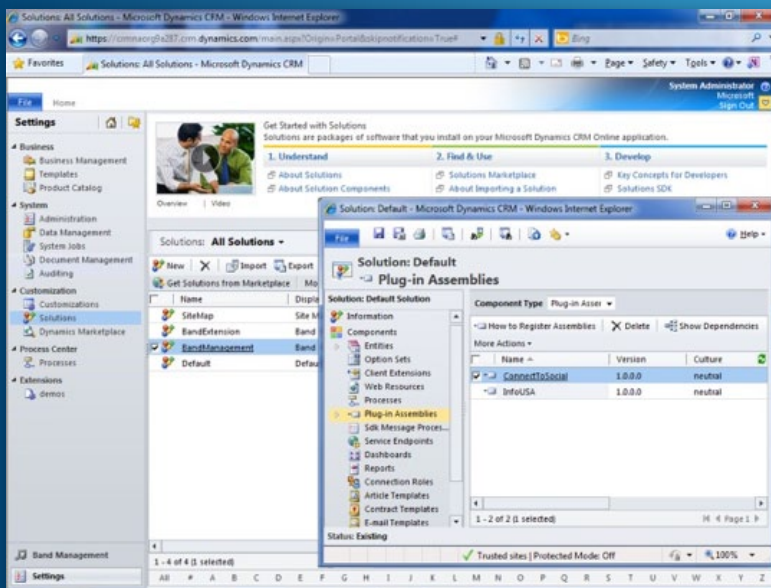 Solutions: All Solutions - Microsoft Dynamics CRM - Windows Internet Explorer
https://crmnaorg9a287.crm.dynamics.com/main.aspx?Origin=Portal&skipnotification=True#
Bing
Favorites
Solutions: All Solutions - Microsoft Dynamics CRM
Page
Safety
Tools
System Administrator
Microsoft
Sign Out
File
Home
Settings
Business
Business Management
Templates
Product Catalog
System
Administration
Data Management
System Jobs
Document Management
Auditing
Customization
Customizations
Solutions
Dynamics Marketplace
Process Center
Processes
Extensions
demos
Band Management
Settings
Get Started with Solutions
Solutions are packages of software that you install on your Microsoft Dynamics CRM Online application.
1. Understand
2. Find & Use
3. Develop
About Solutions
Solutions Marketplace
Key Concepts for Developers
About Solution Components
About Importing a Solution
Solutions SDK
Overview | Video
Solutions: All Solutions
New
Import
Export
Get Solutions from Marketplace
Name
SiteMap
Site M
BandExtension
Band
BandManagement
Band
Default
Defau
1 - 4 of 4 (1 selected)
All # A B C D E F G H I J K L M N O P Q R S T U V W X Y Z
Solution: Default - Microsoft Dynamics CRM - Windows Internet Explorer
File
Help
Solution: Default
Plug-in Assemblies
Solution: Default Solution
Information
Components
Entities
Option Sets
Client Extensions
Web Resources
Processes
Plug-in Assemblies
Sdk Message Proces...
Service Endpoints
Dashboards
Reports
Connection Roles
Article Templates
Contract Templates
E-mail Templates
Component Type Plug-in Asser
How to Register Assemblies
Delete
Show Dependencies
More Actions
Name
Version
Culture
ConnectToSocial
1.0.0.0
neutral
InfoUSA
1.0.0.0
neutral
1 - 2 of 2 (1 selected)
Page 1
Status: Existing
Trusted sites | Protected Mode: Off
100%